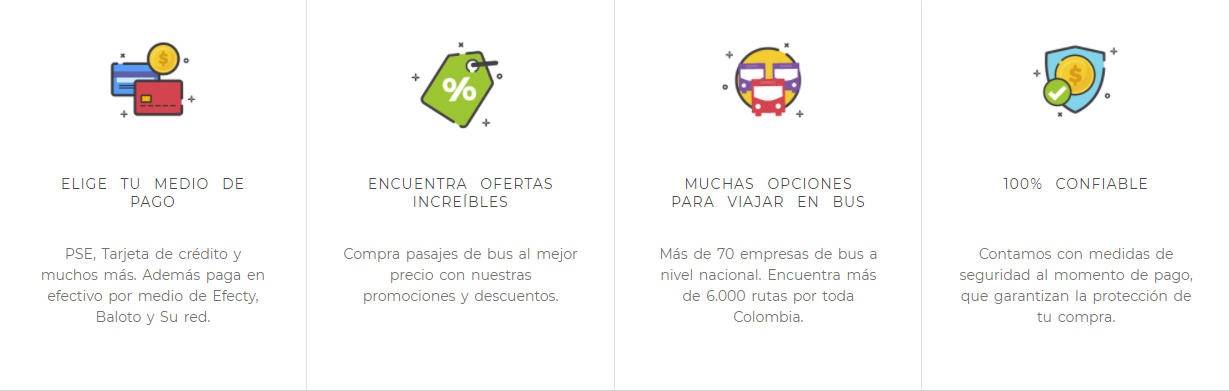 ELIGE TU MEDIO DE
PAGO
PSE, Tarjeta de crédito y
muchos más. Además paga en
efectivo por medio de Efecty,
Baloto y Su red.
%
ENCUENTRA OFERTAS
INCREÍBLES
Compra pasajes de bus al mejor
precio con nuestras
promociones y descuentos.
MUCHAS OPCIONES
PARA VIAJAR EN BUS
Más de 70 empresas de bus a
nivel nacional. Encuentra más
de 6.000 rutas por toda
Colombia.
100% CONFIABLE
Contamos con medidas de
seguridad al momento de pago,
que garantizan la protección de
tu compra.